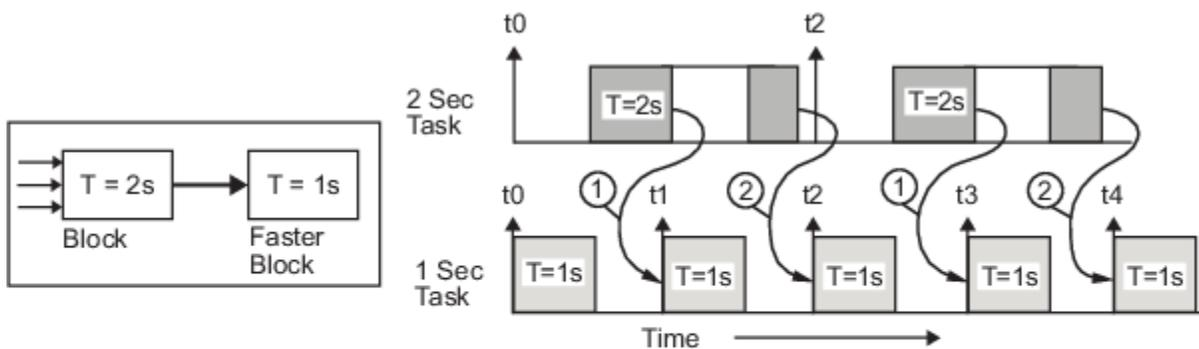 T = 2s
T = 1s
Block
Faster
Block
t0
t2
2 Sec
Task
T=2s
T=2s
1
2
1
2
t0
t1
t2
t3
t4
1 Sec
Task
T=1s
T=1s
T=1s
T=1s
T=1s
Time